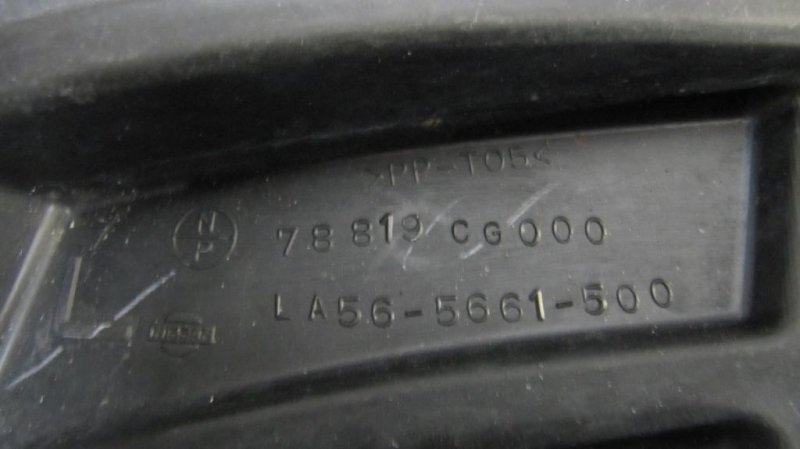 >PP-T05<
N
P
78819 CG000
LA56-5661-500
NISSAN